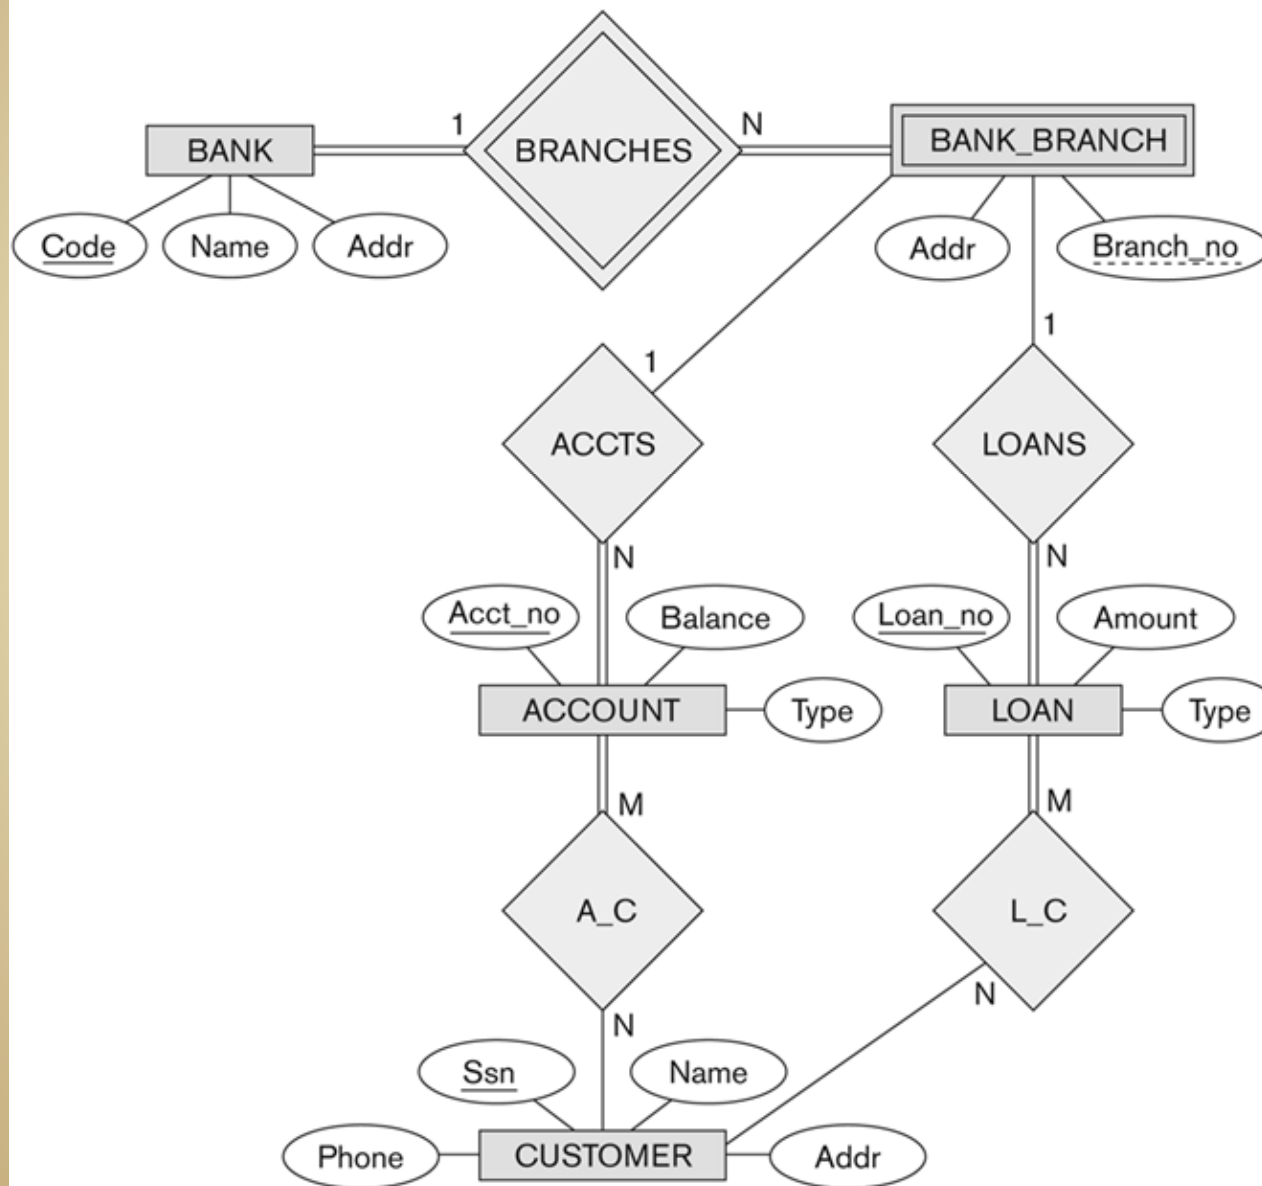 1
N
BANK
BRANCHES
BANK_BRANCH
Code
Name
Addr
Addr
Branch_no
1
1
ACCTS
LOANS
N
N
Acct_no
Balance
Loan_no
Amount
ACCOUNT
Type
LOAN
Type
M
M
A_C
L_C
N
N
Ssn
Name
Phone
CUSTOMER
Addr